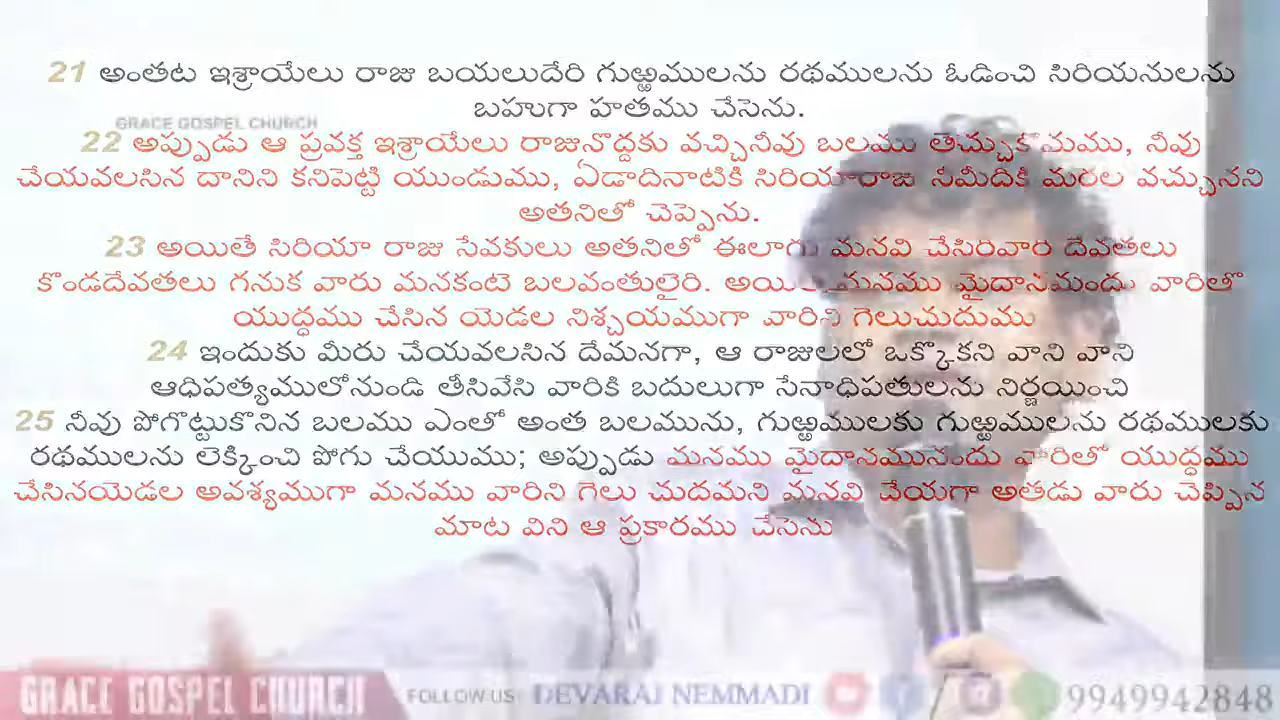 21 అంతట ఇశ్రాయేలు రాజు బయలుదేరి గుఱ్ఱములను రథములను ఓడించి సిరియనులను
బహుగా హతము చేసెను.
GRACE GOSPEL CHURCH
22 అప్పుడు ఆ ప్రవక్త ఇశ్రాయేలు రాజునొద్దకు వచ్చినీవు బలము తెచ్చుకొనుము, నీవు
చేయవలసిన దానిని కనిపెట్టి యుండుము, ఏడాదినాటికి సిరియారాజు నీమీదికి మరల వచ్చునని
అతనితో చెప్పెను.
23 అయితే సిరియా రాజు సేవకులు అతనితో ఈలాగు మనవి చేసిరివారి దేవతలు
కొండదేవతలు గనుక వారు మనకంటె బలవంతులైరి. అయితే మనము మైదానమందు వారితో
యుద్ధము చేసిన యెడల నిశ్చయముగా వారిని గెలుచుదుము
24 ఇందుకు మీరు చేయవలసిన దేమనగా, ఆ రాజులలో ఒక్కొకని వాని వాని
ఆధిపత్యములోనుండి తీసివేసి వారికి బదులుగా సేనాధిపతులను నిర్ణయించి
25 నీవు పోగొట్టుకొనిన బలము ఎంతో అంత బలమును, గుఱ్ఱములకు గుఱ్ఱములను రథములకు
రథములను లెక్కించి పోగు చేయుము; అప్పుడు మనము మైదానమునందు వారితో యుద్ధము
చేసినయెడల అవశ్యముగా మనము వారిని గెలు చుదమని మనవి చేయగా అతడు వారు చెప్పిన
మాట విని ఆ ప్రకారము చేసెను
GRACE GOSPEL CHURCH FOLLOW US: DEVARAJ NEMMADI 9949942848